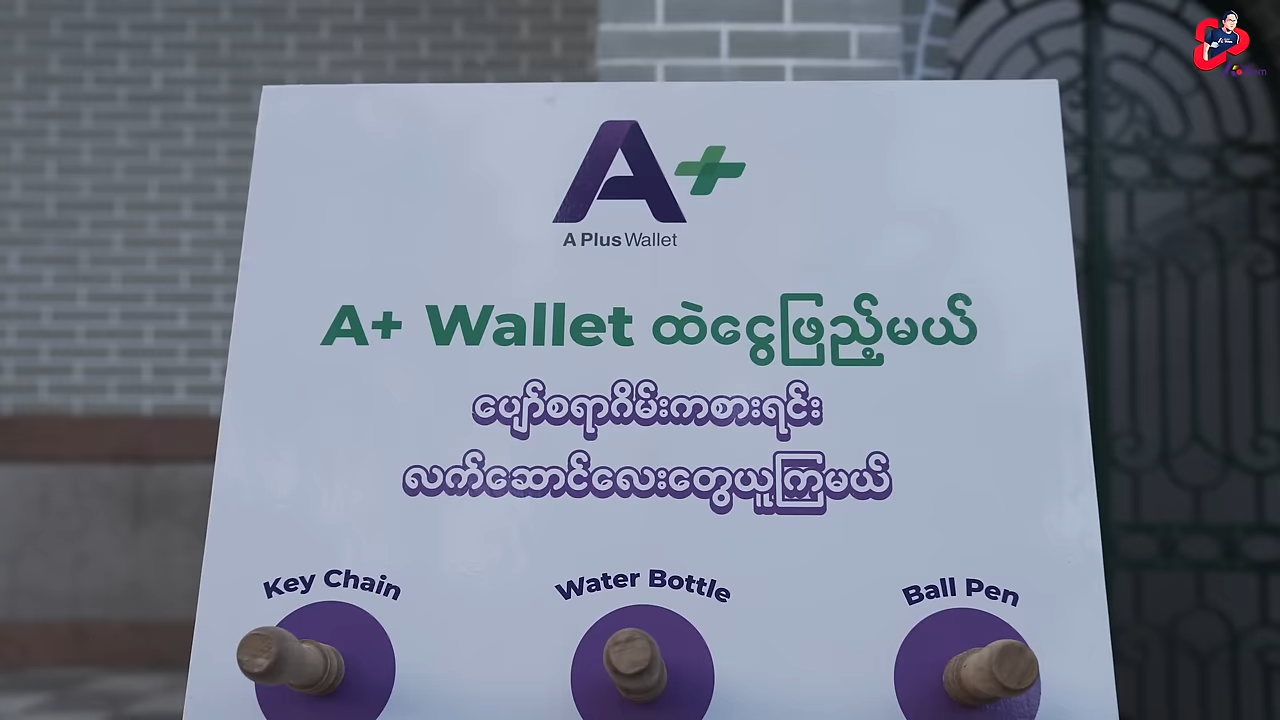 A+
A Plus Wallet
A+ Wallet ထဲငွေဖြည့်မယ်
ပျော်စရာဂိမ်းကစားရင်း
လက်ဆောင်လေးတွေယူကြမယ်
Key Chain
Water Bottle
Ball Pen